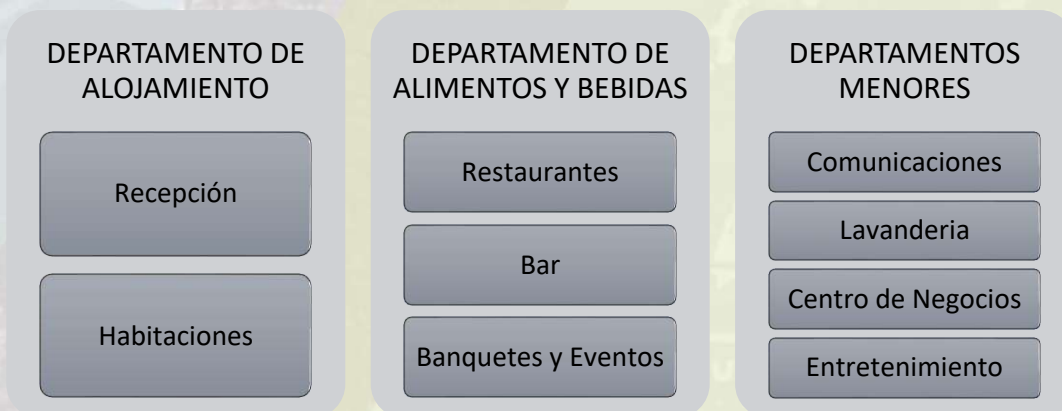 DEPARTAMENTO DE
ALOJAMIENTO
Recepción
Habitaciones
DEPARTAMENTO DE
ALIMENTOS Y BEBIDAS
Restaurantes
Bar
Banquetes y Eventos
DEPARTAMENTOS
MENORES
Comunicaciones
Lavanderia
Centro de Negocios
Entretenimiento